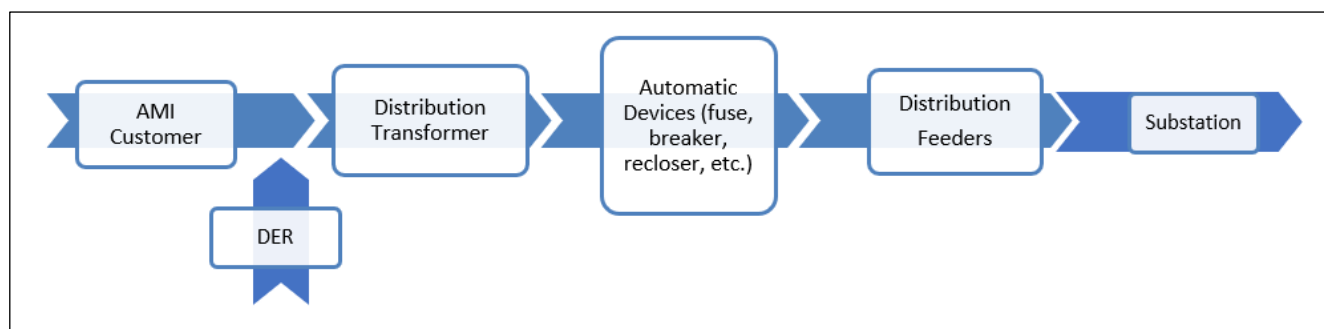 AMI
Customer
Distribution
Transformer
Automatic
Devices (fuse,
breaker,
recloser, etc.)
Distribution
Feeders
Substation
DER